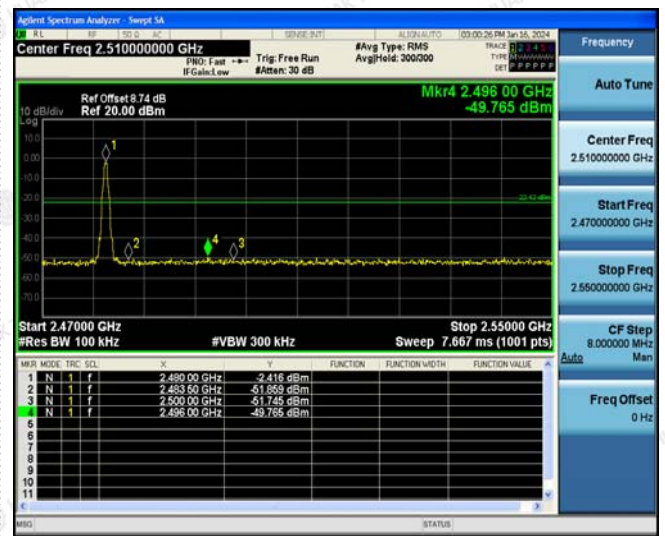 Agilent Spectrum Analyzer - Swept SA
RL RF 50 Ω AC SENSE:INT ALIGN AUTO 03:00:26 PM Jan 16, 2024
Center Freq 2.510000000 GHz
PNO: Fast Trig: Free Run
IFGain:Low #Atten: 30 dB
#Avg Type: RMS
Avg|Hold: 300/300
TRACE 1 2 3 4 5 6
TYPE M
DET P P P P P P
Ref Offset 8.74 dB
10 dB/div Ref 20.00 dBm
Log
Mkr4 2.496 00 GHz
-49.765 dBm
10.0
0.00
-10.0
-20.0
-30.0
-40.0
-50.0
-60.0
-70.0
1
2
4
3
Start 2.47000 GHz Stop 2.55000 GHz
#Res BW 100 kHz #VBW 300 kHz Sweep 7.667 ms (1001 pts)
MKR MODE TRC SCL X Y FUNCTION FUNCTION WIDTH FUNCTION VALUE
1 N 1 f 2.480 00 GHz -2.416 dBm
2 N 1 f 2.483 50 GHz -51.859 dBm
3 N 1 f 2.500 00 GHz -51.745 dBm
4 N 1 f 2.496 00 GHz -49.765 dBm
5
6
7
8
9
10
11
MSG STATUS
Frequency
Auto Tune
Center Freq
2.510000000 GHz
Start Freq
2.470000000 GHz
Stop Freq
2.550000000 GHz
CF Step
8.000000 MHz
Auto Man
Freq Offset
0 Hz